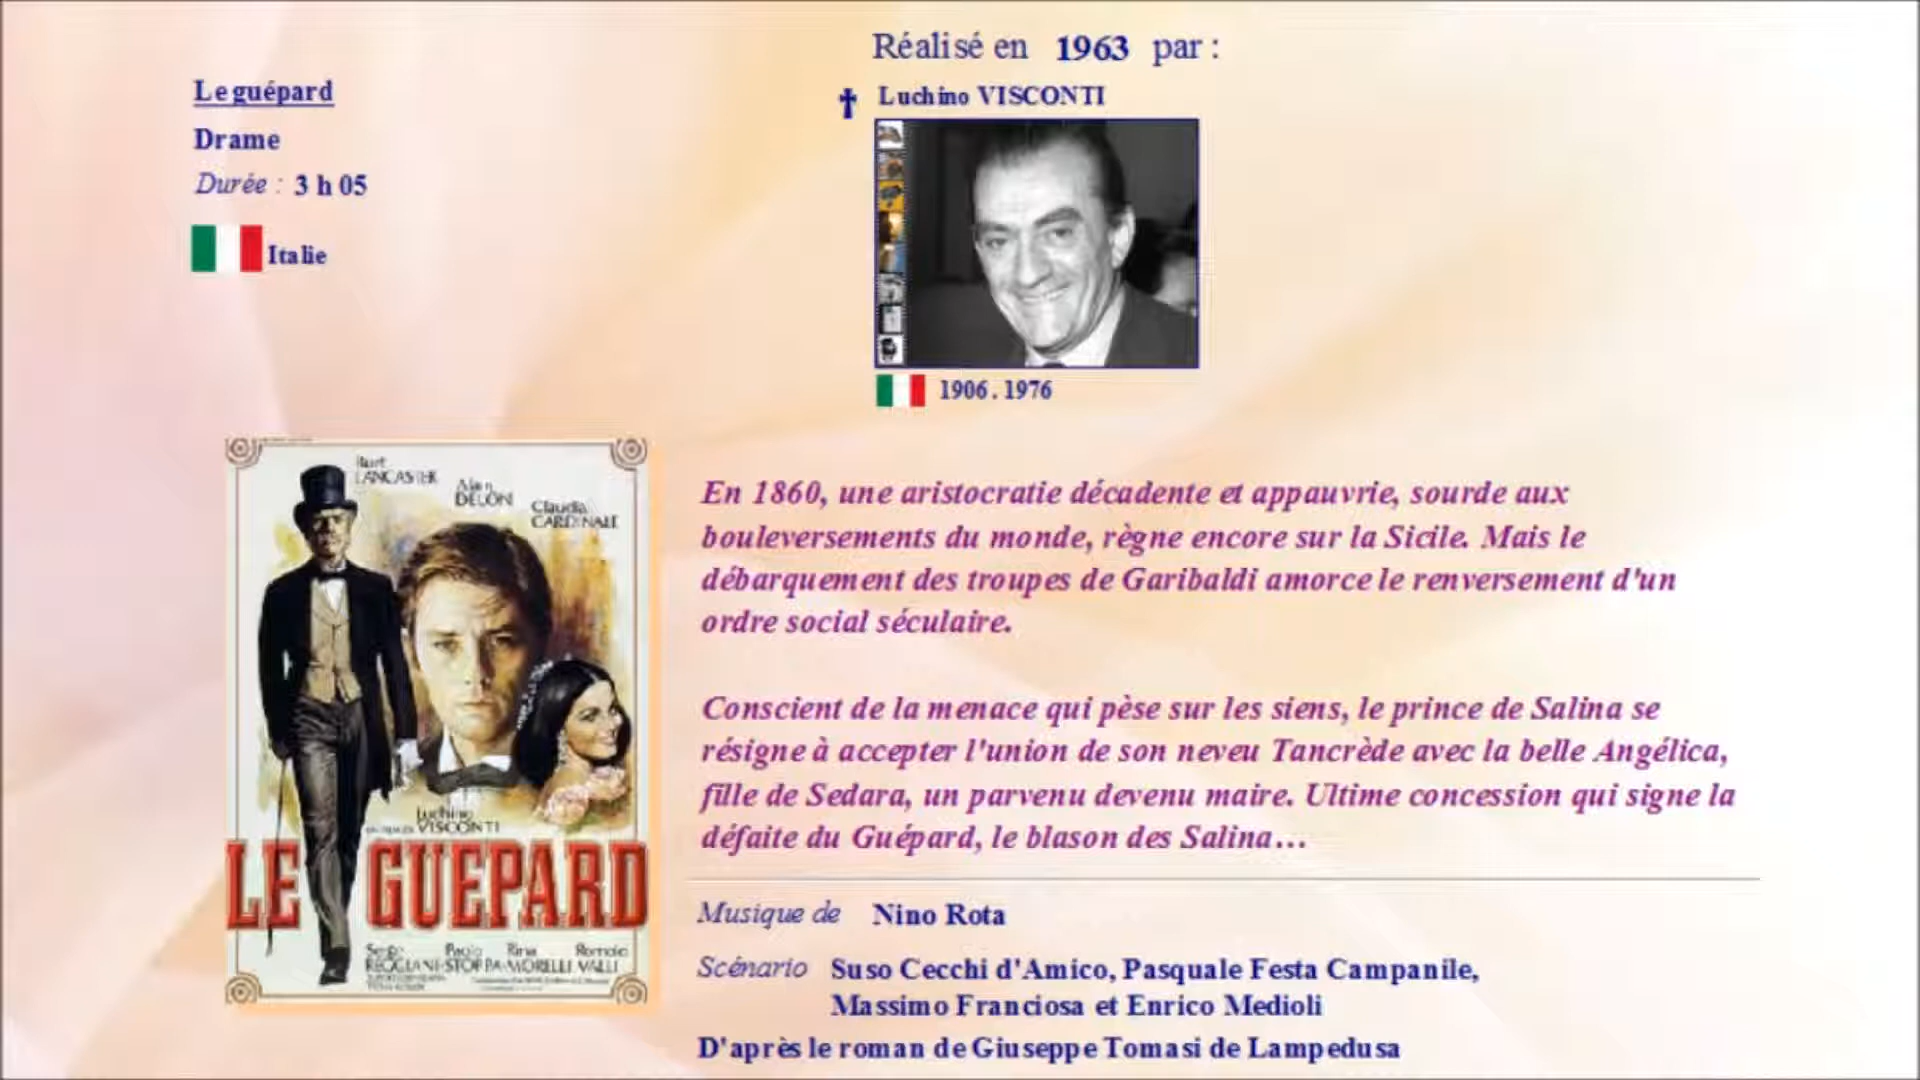 Réalisé en 1963 par :
Le guépard
† Luchino VISCONTI
Drame
Durée : 3 h 05
Italie
1906 . 1976
Burt
LANCASTER
Alain
DELON
Claudia
CARDINALE
Luchino
VISCONTI
LE GUEPARD
Serge
REGGIANI
Paolo
STOPPA
Rina
MORELLI
Romolo
VALLI
En 1860, une aristocratie décadente et appauvrie, sourde aux
bouleversements du monde, règne encore sur la Sicile. Mais le
débarquement des troupes de Garibaldi amorce le renversement d'un
ordre social séculaire.
Conscient de la menace qui pèse sur les siens, le prince de Salina se
résigne à accepter l'union de son neveu Tancrède avec la belle Angélica,
fille de Sedara, un parvenu devenu maire. Ultime concession qui signe la
défaite du Guépard, le blason des Salina...
Musique de Nino Rota
Scénario Suso Cecchi d'Amico, Pasquale Festa Campanile,
Massimo Franciosa et Enrico Medioli
D'après le roman de Giuseppe Tomasi de Lampedusa